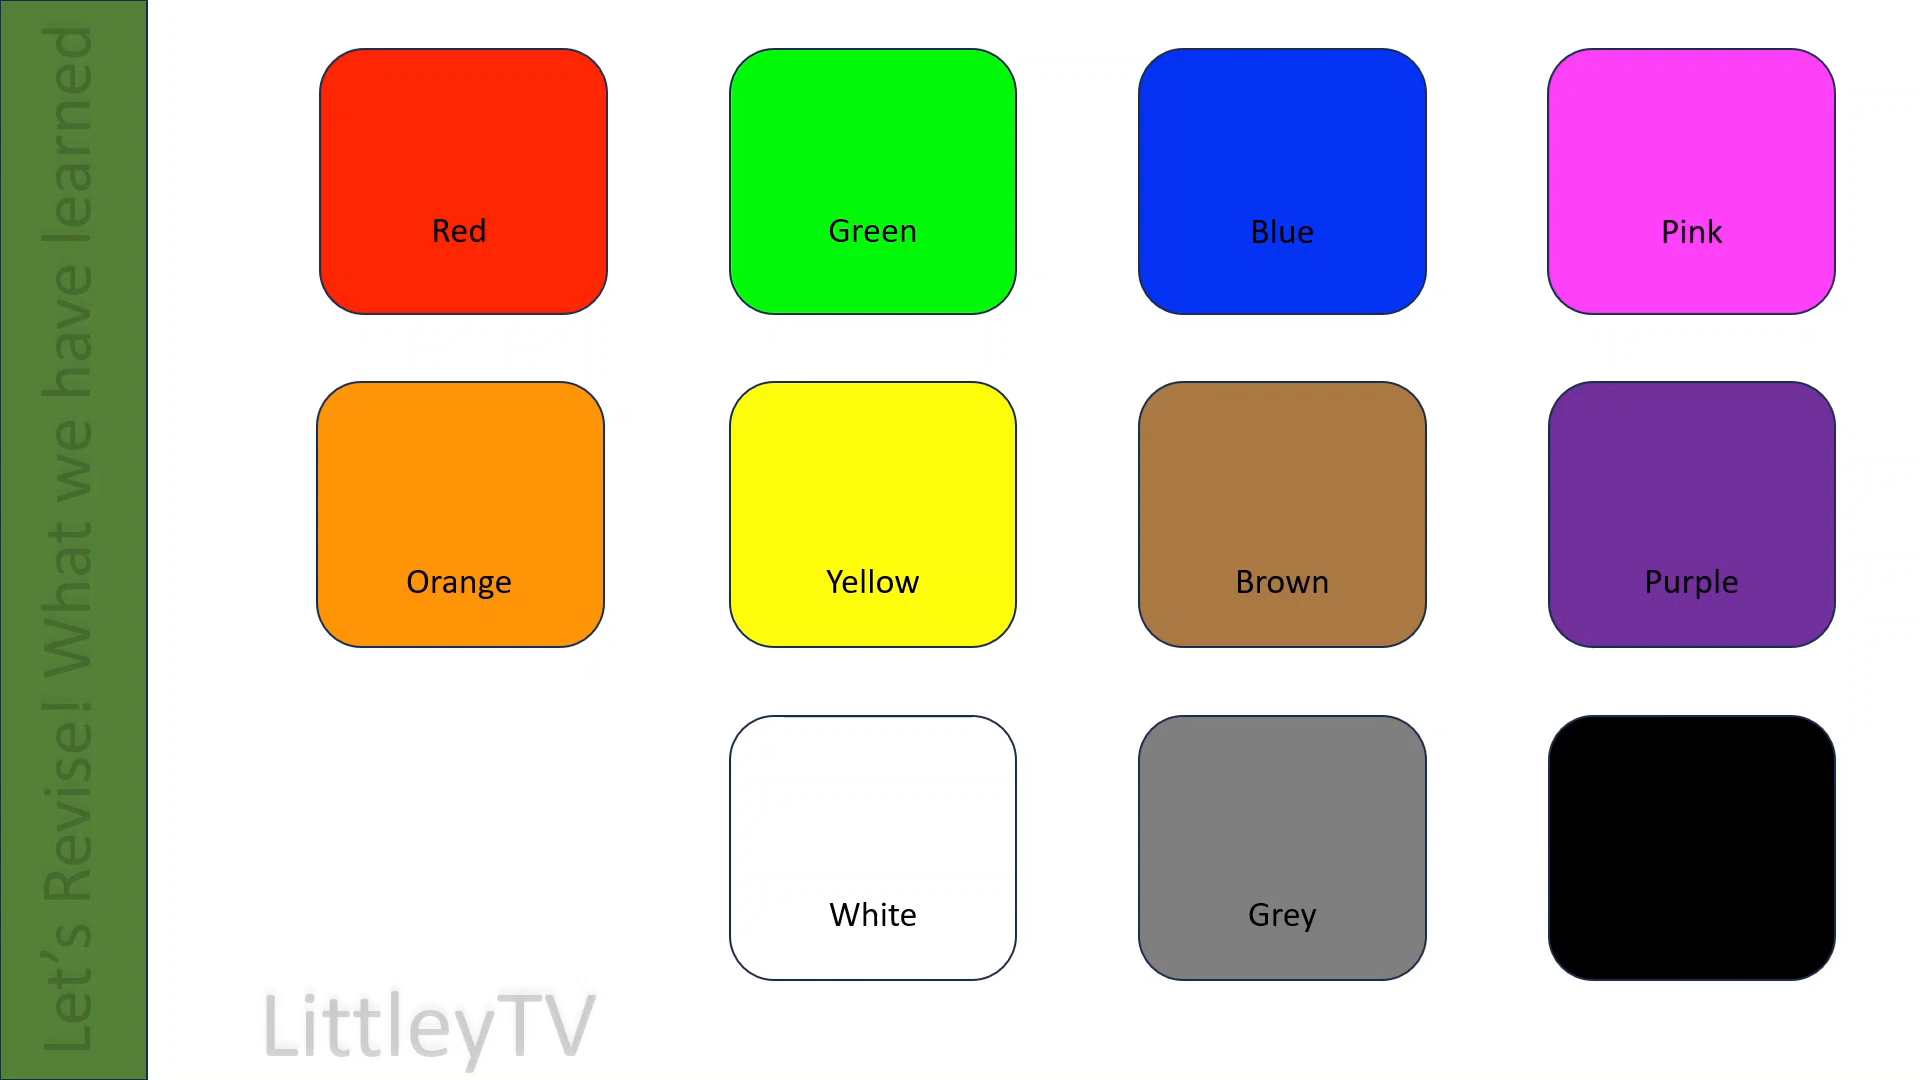 Let's Revise! What we have learned
Red
Green
Blue
Pink
Orange
Yellow
Brown
Purple
White
Grey
LittleyTV